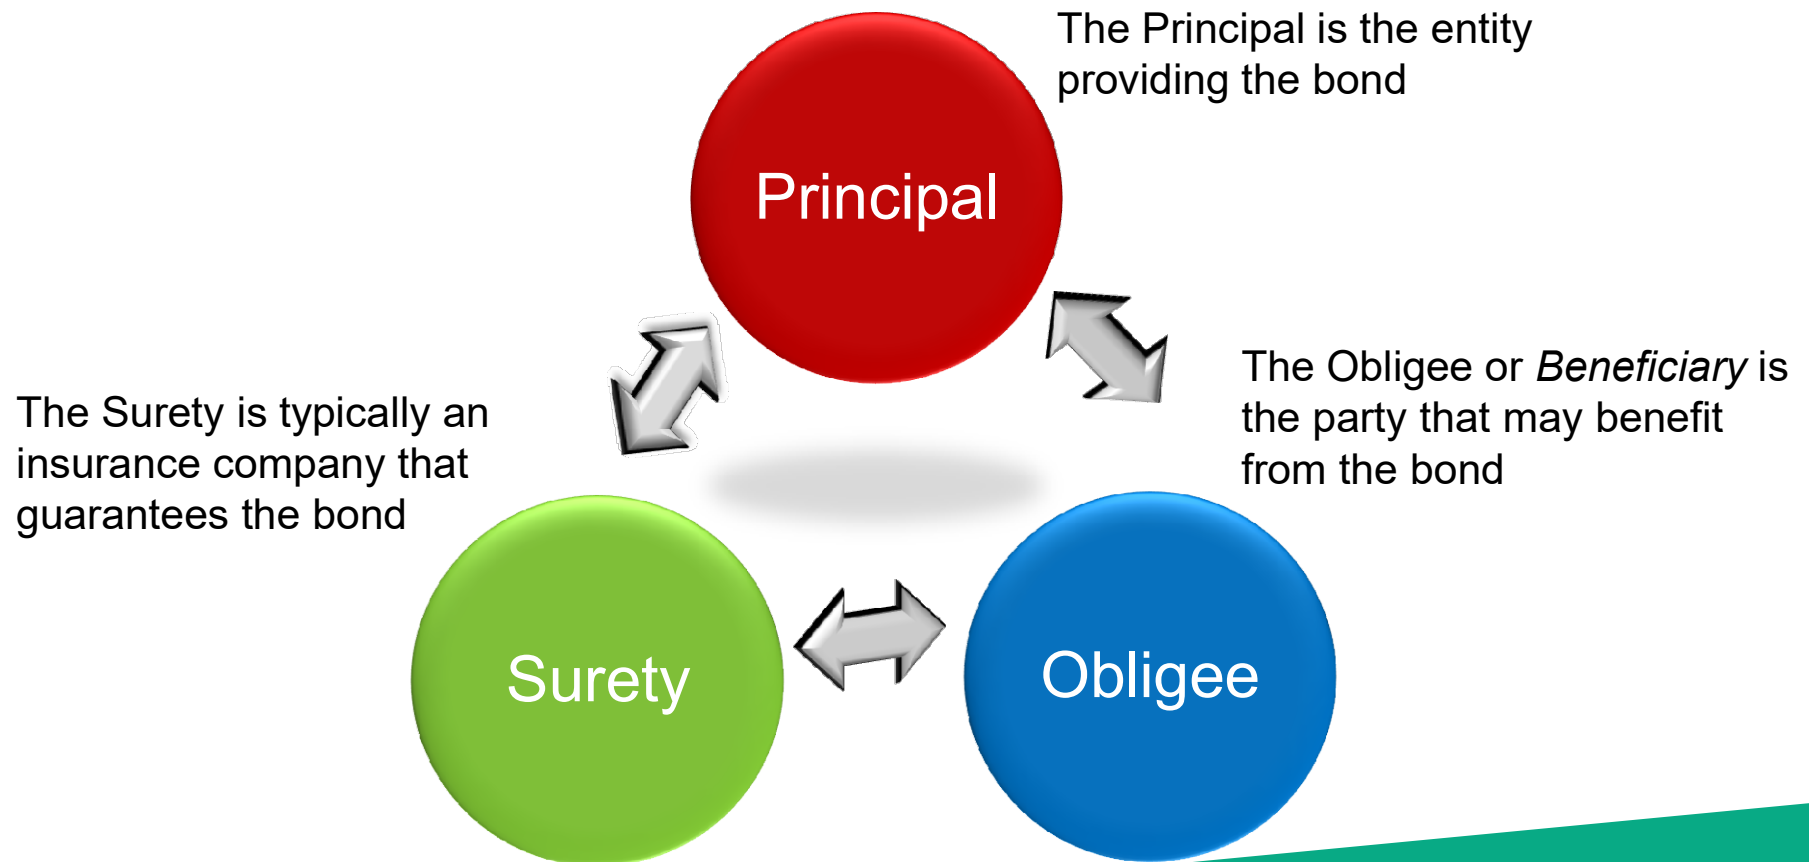 The Principal is the entity
providing the bond
Principal
The Obligee or Beneficiary is
the party that may benefit
from the bond
The Surety is typically an
insurance company that
guarantees the bond
Surety
Obligee